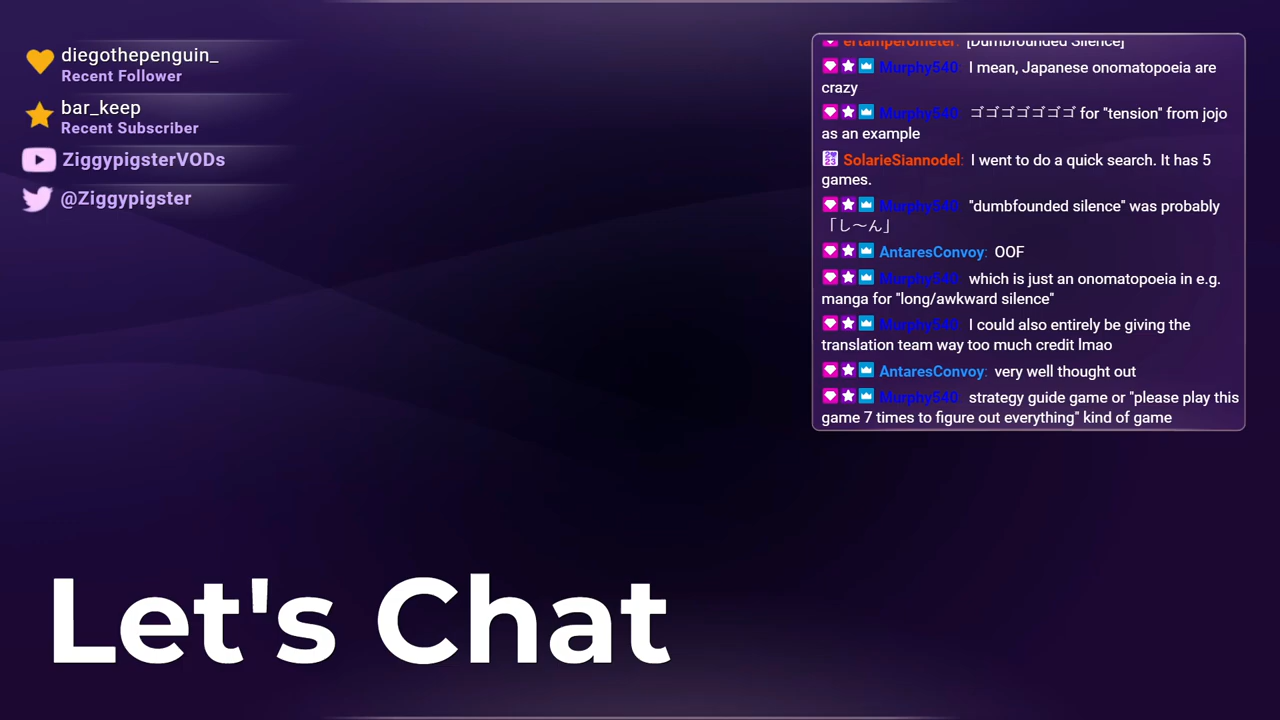 diegothepenguin_
Recent Follower
bar_keep
Recent Subscriber
ZiggypigsterVODs
@Ziggypigster
ertamperometer: [Dumbfounded Silence]
Murphy540: I mean, Japanese onomatopoeia are
crazy
Murphy540: ゴゴゴゴゴゴゴ for "tension" from jojo
as an example
SolarieSiannodel: I went to do a quick search. It has 5
games.
Murphy540: "dumbfounded silence" was probably
「し～ん」
AntaresConvoy: OOF
Murphy540: which is just an onomatopoeia in e.g.
manga for "long/awkward silence"
Murphy540: I could also entirely be giving the
translation team way too much credit lmao
AntaresConvoy: very well thought out
Murphy540: strategy guide game or "please play this
game 7 times to figure out everything" kind of game
Let's Chat